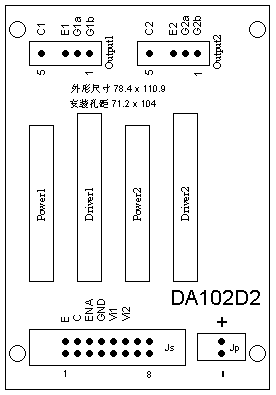 C1 E1 G1a G1b
Output1
5 1
C2 E2 G2a G2b
Output2
5 1
外形尺寸 78.4 x 110.9
安装孔距 71.2 x 104
Power1
Driver1
Power2
Driver2
DA102D2
E C ENA GND VI1 VI2
Js
1 8
+
Jp
-